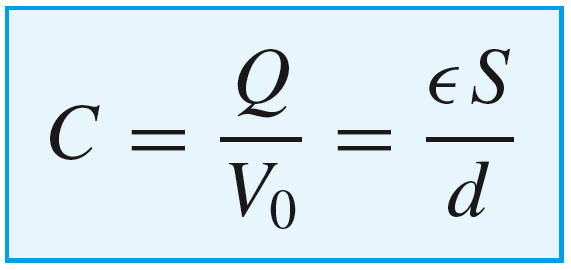 C = Q/V₀ = ϵS/d